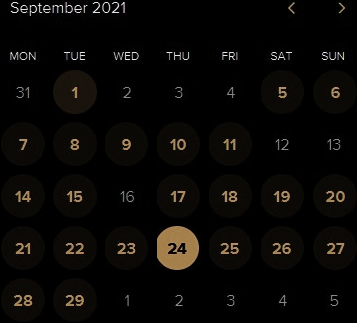 September 2021 < >
MON TUE WED THU FRI SAT SUN
31 1 2 3 4 5 6
7 8 9 10 11 12 13
14 15 16 17 18 19 20
21 22 23 24 25 26 27
28 29 1 2 3 4 5